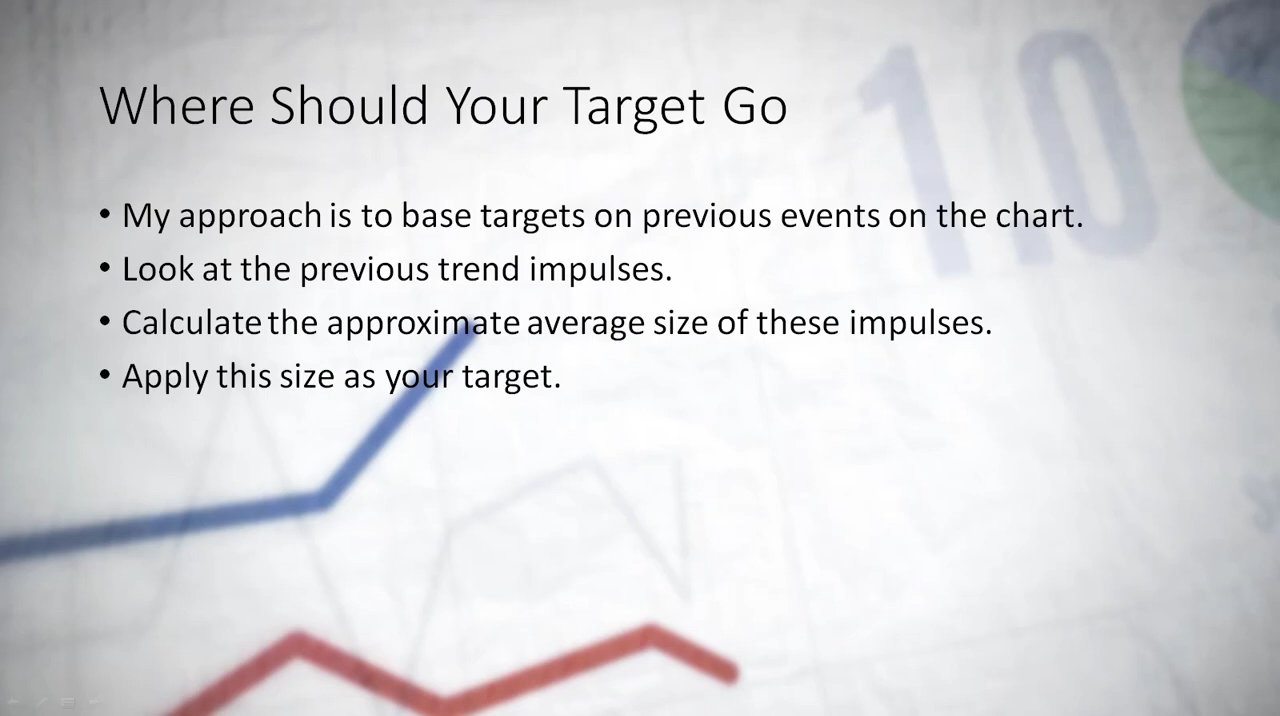 Where Should Your Target Go
• My approach is to base targets on previous events on the chart.
• Look at the previous trend impulses.
• Calculate the approximate average size of these impulses.
• Apply this size as your target.
10